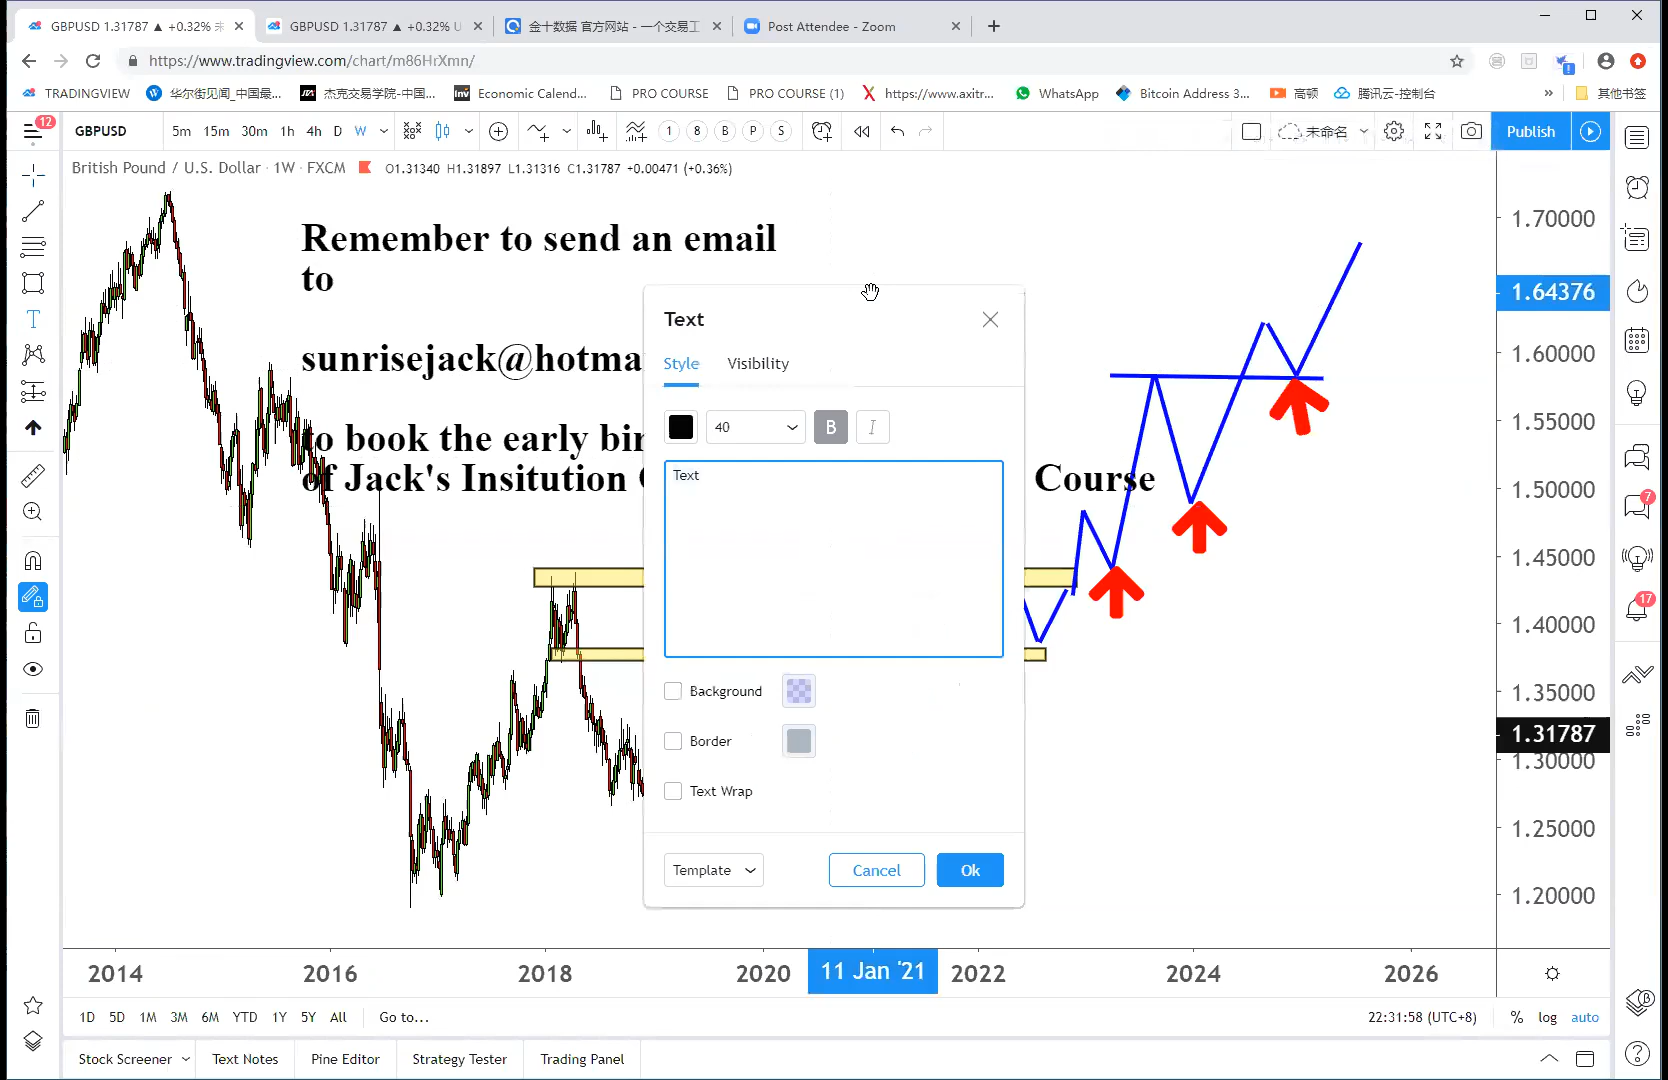 GBPUSD 1.31787 ▲ +0.32%
GBPUSD 1.31787 ▲ +0.32% U
金十数据 官方网站 - 一个交易工
Post Attendee - Zoom
https://www.tradingview.com/chart/m86HrXmn/
TRADINGVIEW
华尔街见闻_中国最...
杰克交易学院-中国...
Inv
Economic Calend...
PRO COURSE
PRO COURSE (1)
https://www.axitr...
WhatsApp
Bitcoin Address 3...
高顿
腾讯云-控制台
»
其他书签
12
GBPUSD
5m 15m 30m 1h 4h D W
1 8 B P S
未命名
Publish
British Pound / U.S. Dollar · 1W · FXCM
O1.31340 H1.31897 L1.31316 C1.31787 +0.00471 (+0.36%)
Remember to send an email
to
sunrisejack@hotma
to book the early bir
of Jack's Insitution
Course
Text
Style
Visibility
40
B
I
Text
Background
Border
Text Wrap
Template
Cancel
Ok
1.70000
1.64376
1.60000
1.55000
1.50000
1.45000
1.40000
1.35000
1.31787
1.30000
1.25000
1.20000
7
17
2014
2016
2018
2020
11 Jan '21
2022
2024
2026
1D 5D 1M 3M 6M YTD 1Y 5Y All
Go to...
22:31:58 (UTC+8)
% log auto
Stock Screener
Text Notes
Pine Editor
Strategy Tester
Trading Panel